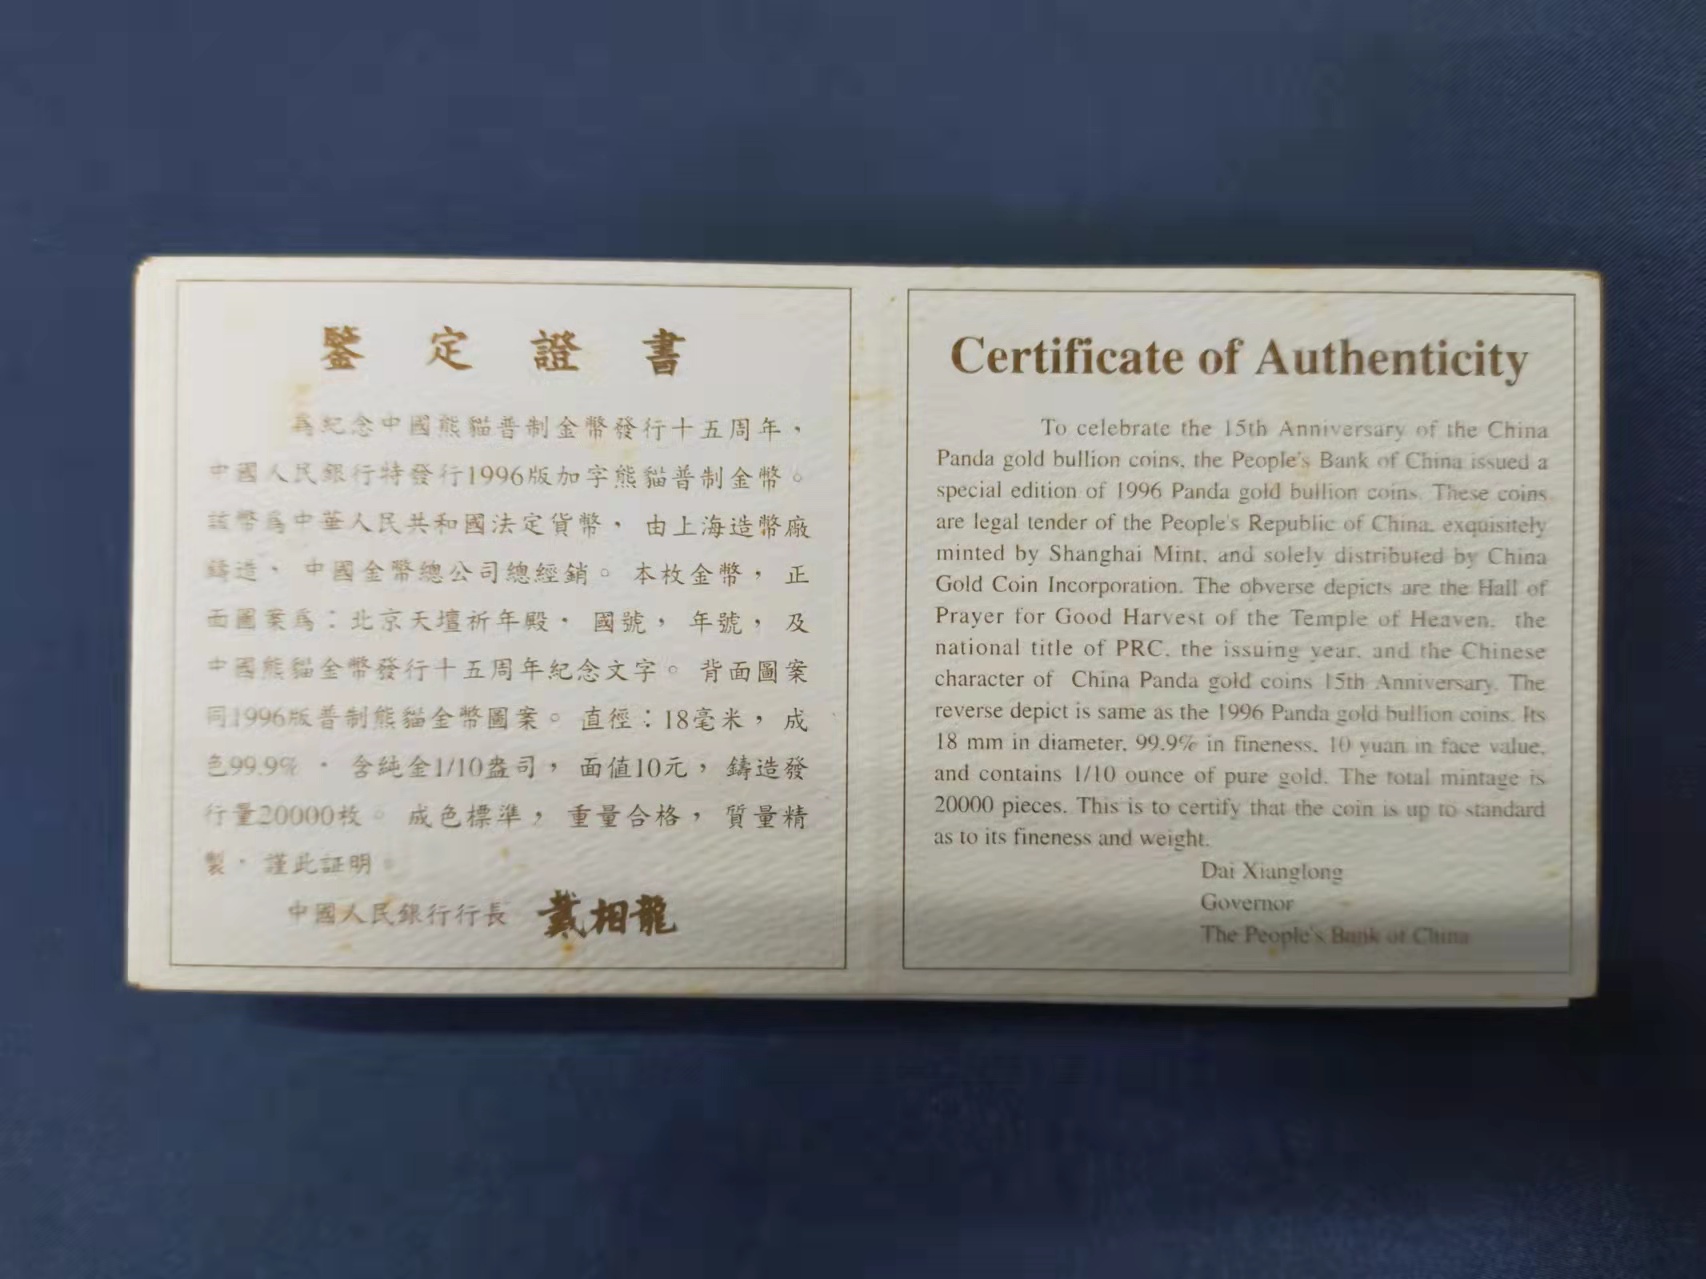 鑒定證書
為紀念中國熊貓普制金幣發行十五周年，
中國人民銀行特發行1996版加字熊貓普制金幣。
該幣為中華人民共和國法定貨幣，由上海造幣廠
鑄造、中國金幣總公司總經銷。本枚金幣，正
面圖案為：北京天壇祈年殿，國號，年號，及
中國熊貓金幣發行十五周年紀念文字。背面圖案
同1996版普制熊貓金幣圖案。直徑：18毫米，成
色99.9%，含純金1/10盎司，面值10元，鑄造發
行量20000枚。成色標準，重量合格，質量精
製，謹此証明。
中國人民銀行行長 戴相龍
Certificate of Authenticity
To celebrate the 15th Anniversary of the China
Panda gold bullion coins, the People's Bank of China issued a
special edition of 1996 Panda gold bullion coins. These coins
are legal tender of the People's Republic of China, exquisitely
minted by Shanghai Mint, and solely distributed by China
Gold Coin Incorporation. The obverse depicts are the Hall of
Prayer for Good Harvest of the Temple of Heaven, the
national title of PRC, the issuing year, and the Chinese
character of China Panda gold coins 15th Anniversary. The
reverse depict is same as the 1996 Panda gold bullion coins. Its
18 mm in diameter, 99.9% in fineness, 10 yuan in face value,
and contains 1/10 ounce of pure gold. The total mintage is
20000 pieces. This is to certify that the coin is up to standard
as to its fineness and weight.
Dai Xianglong
Governor
The People's Bank of China